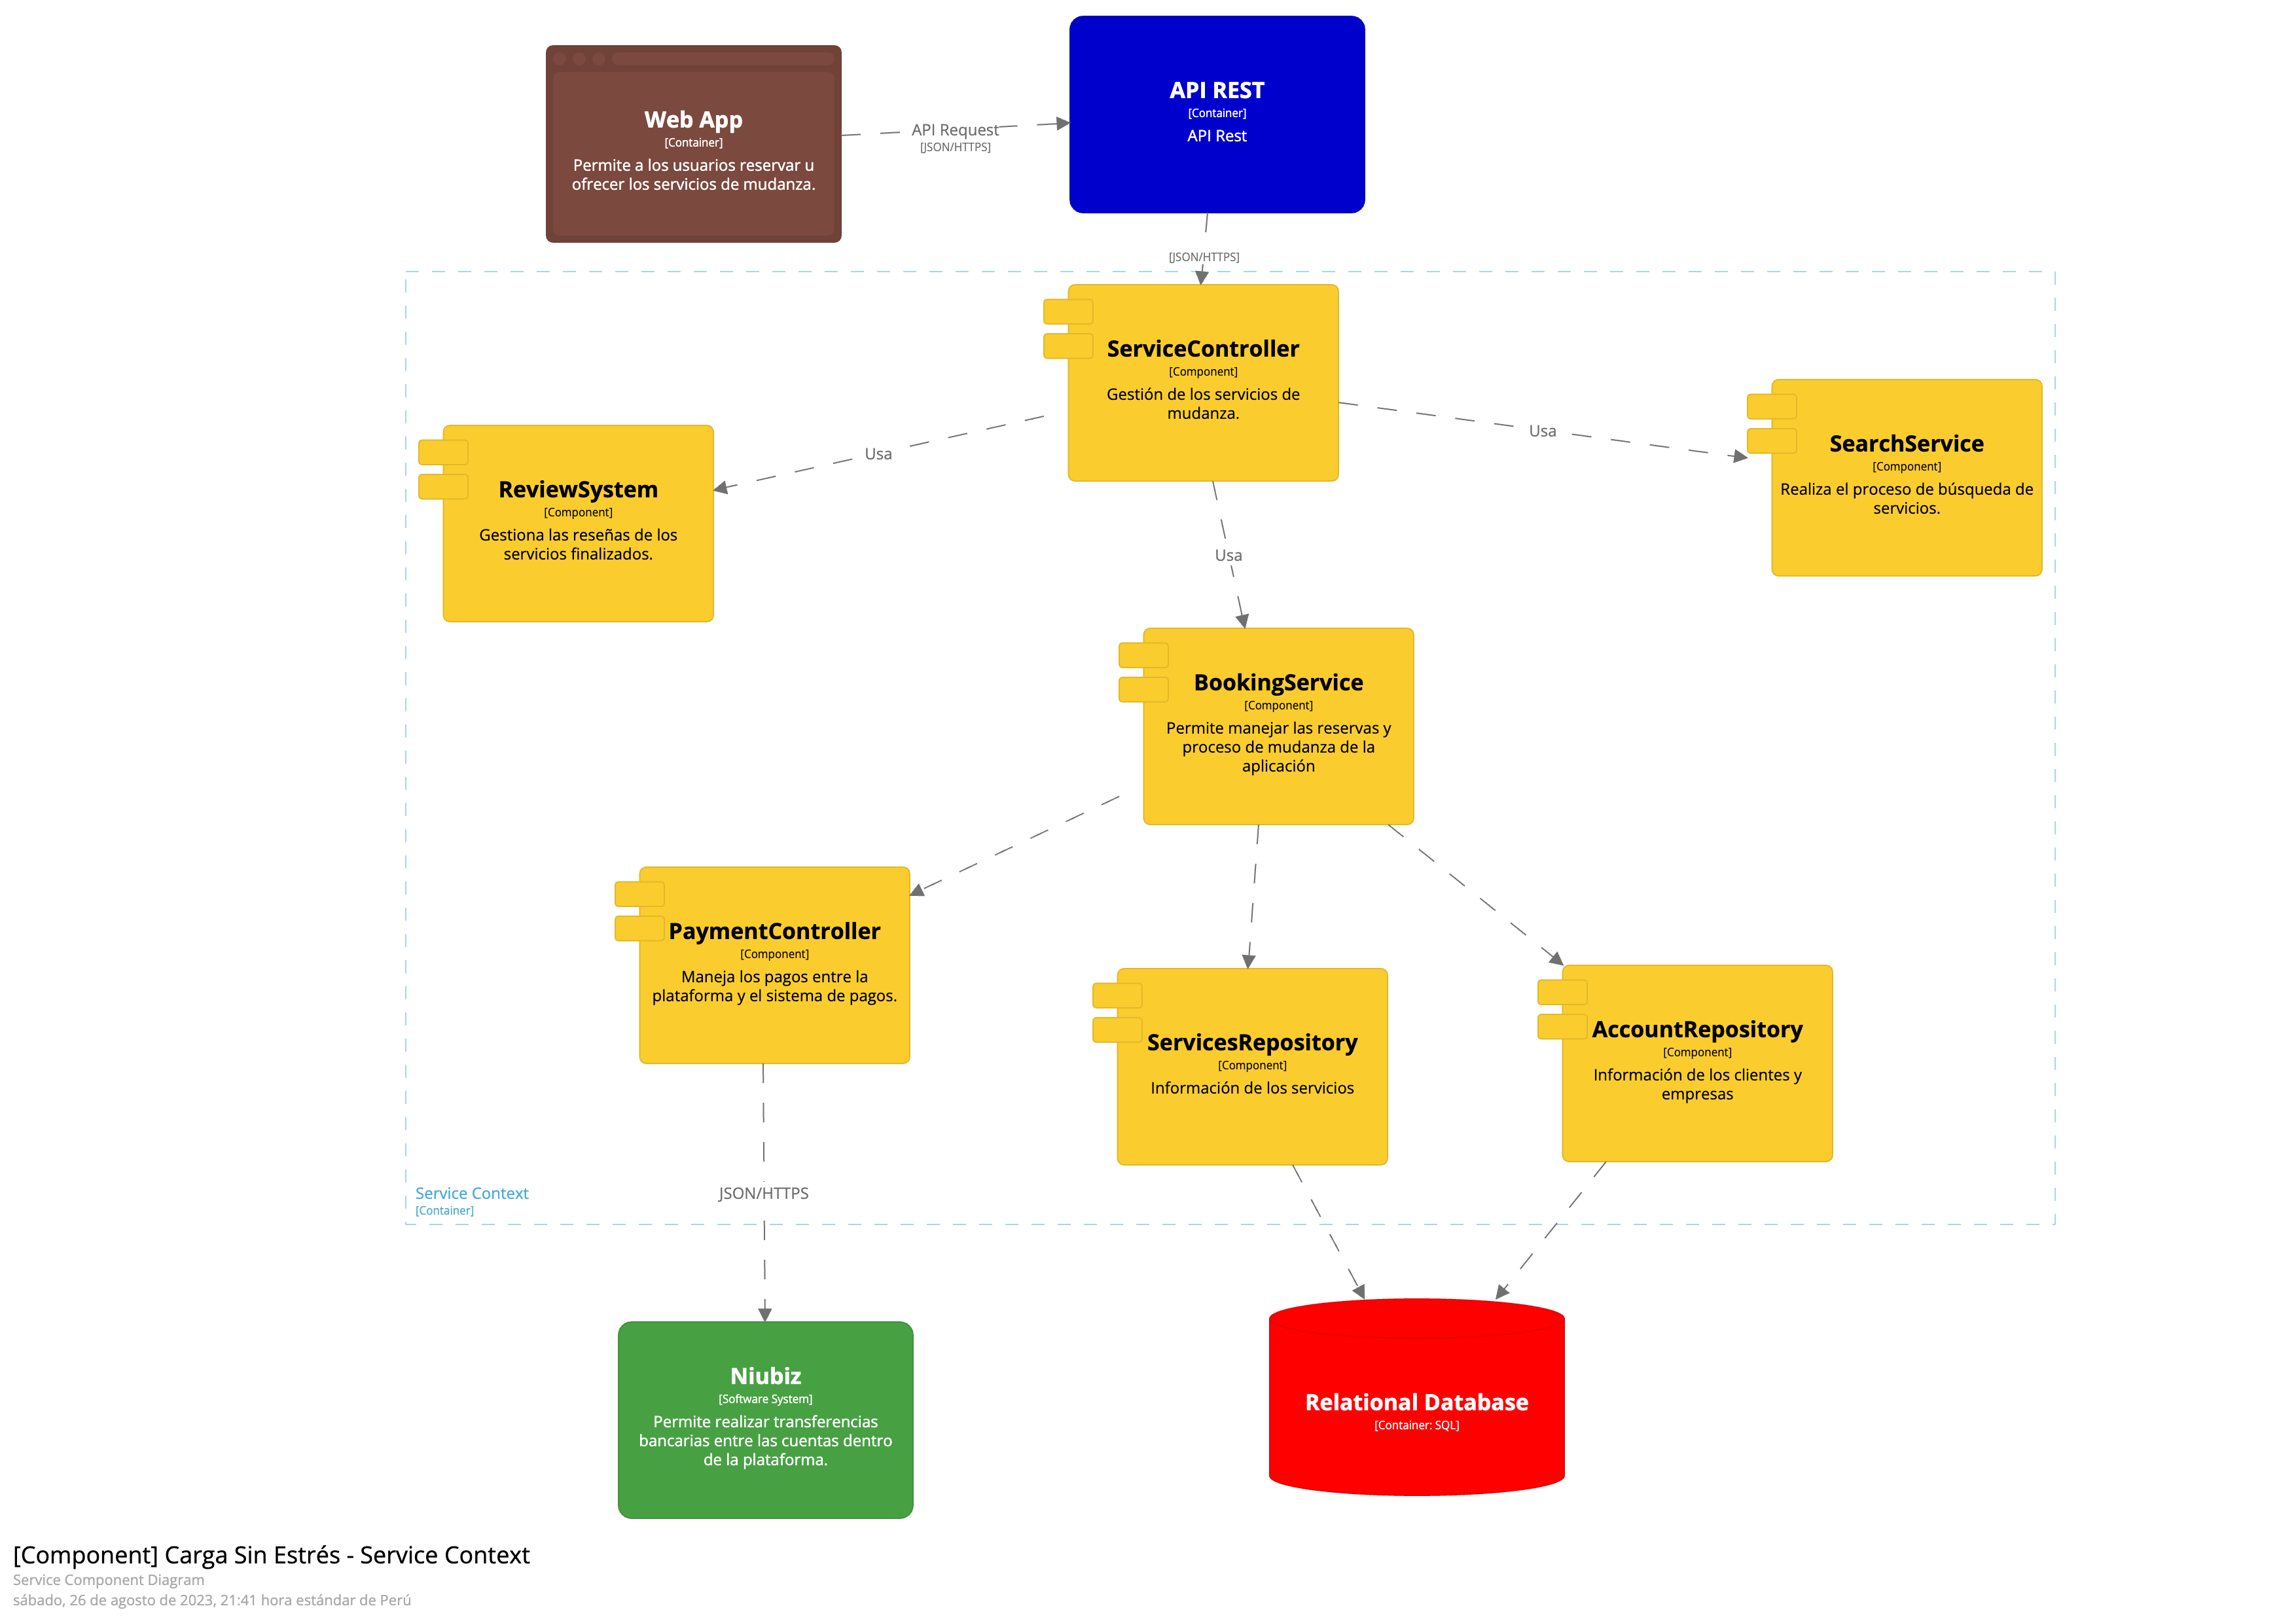 Web App
[Container]
Permite a los usuarios reservar u
ofrecer los servicios de mudanza.
API Request
[JSON/HTTPS]
API REST
[Container]
API Rest
[JSON/HTTPS]
ServiceController
[Component]
Gestión de los servicios de
mudanza.
Usa
Usa
Usa
ReviewSystem
[Component]
Gestiona las reseñas de los
servicios finalizados.
SearchService
[Component]
Realiza el proceso de búsqueda de
servicios.
BookingService
[Component]
Permite manejar las reservas y
proceso de mudanza de la
aplicación
PaymentController
[Component]
Maneja los pagos entre la
plataforma y el sistema de pagos.
ServicesRepository
[Component]
Información de los servicios
AccountRepository
[Component]
Información de los clientes y
empresas
Service Context
[Container]
JSON/HTTPS
Niubiz
[Software System]
Permite realizar transferencias
bancarias entre las cuentas dentro
de la plataforma.
Relational Database
[Container: SQL]
[Component] Carga Sin Estrés - Service Context
Service Component Diagram
sábado, 26 de agosto de 2023, 21:41 hora estándar de Perú